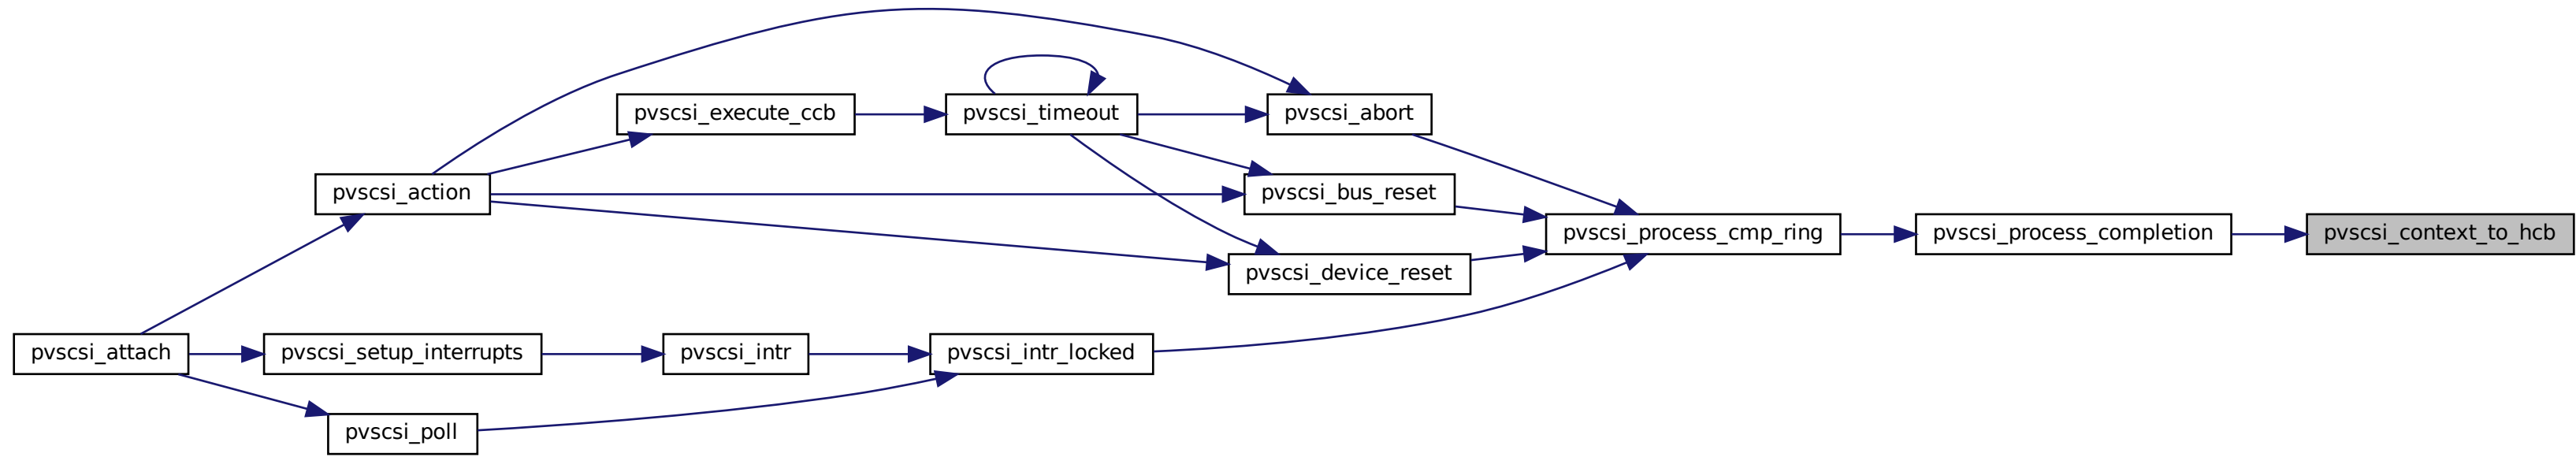 pvscsi_execute_ccb
pvscsi_timeout
pvscsi_abort
pvscsi_action
pvscsi_bus_reset
pvscsi_process_cmp_ring
pvscsi_process_completion
pvscsi_context_to_hcb
pvscsi_device_reset
pvscsi_attach
pvscsi_setup_interrupts
pvscsi_intr
pvscsi_intr_locked
pvscsi_poll